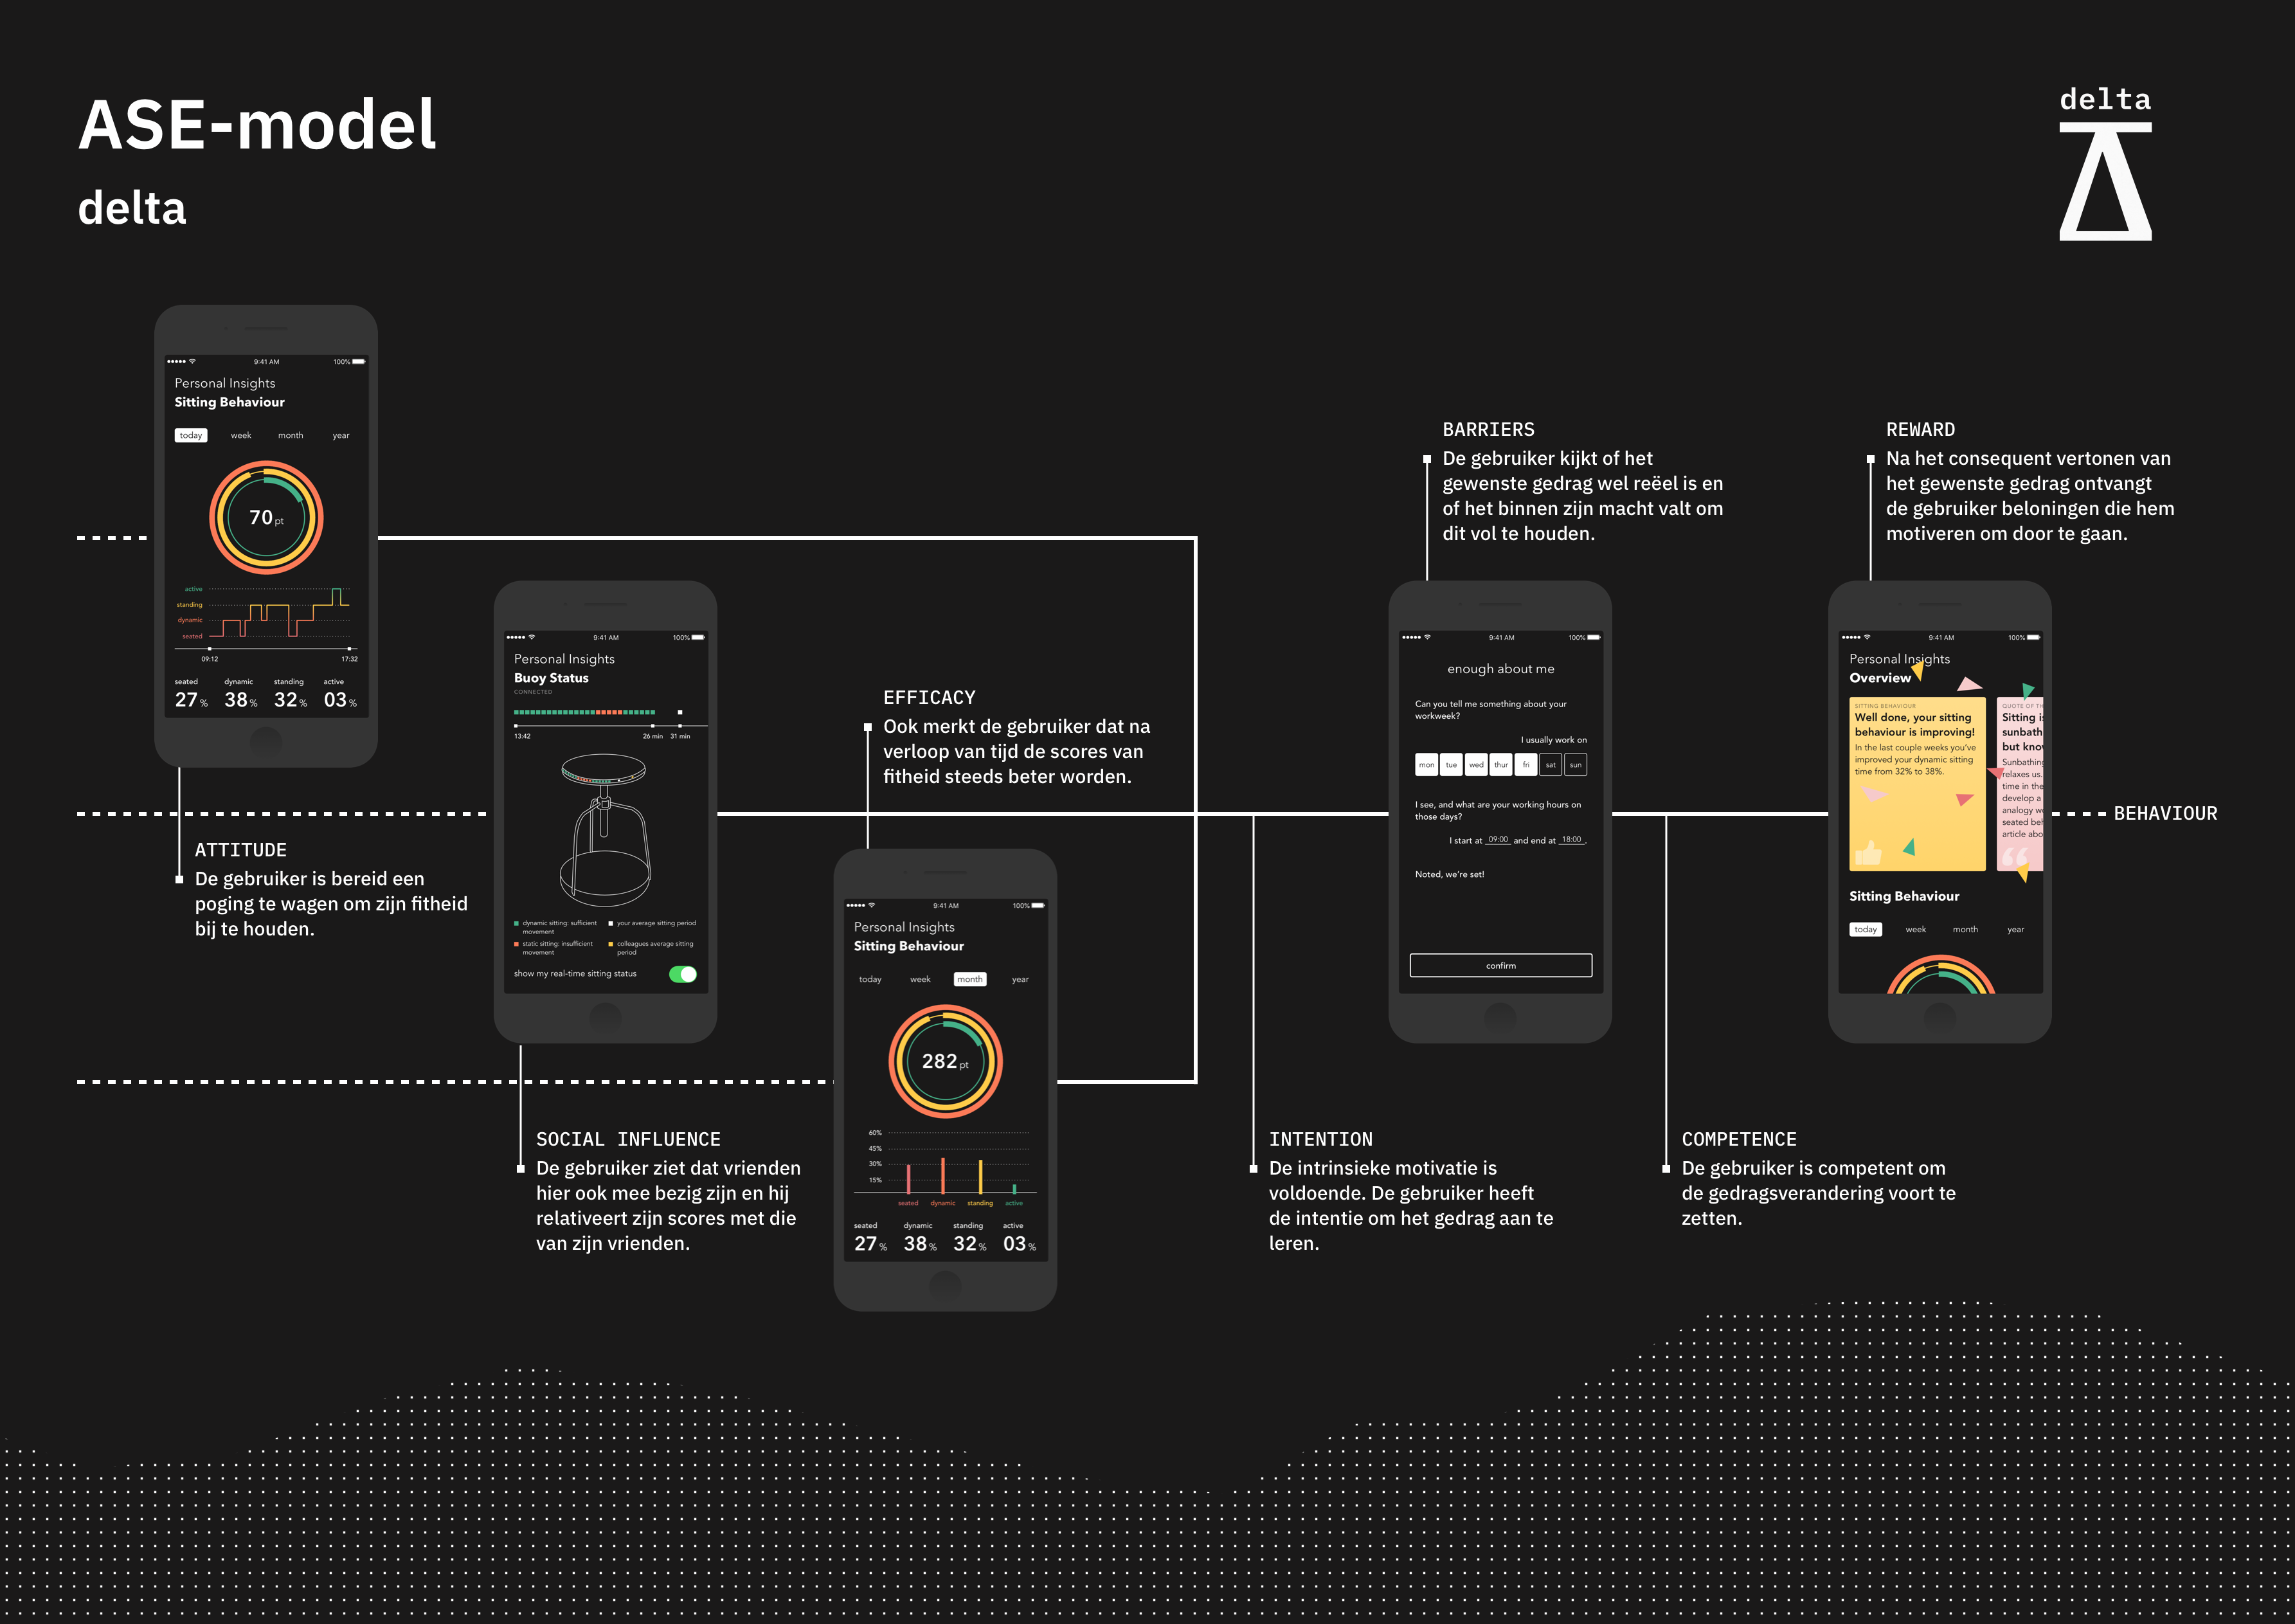 ASE-model
delta
delta
9:41 AM
100%
Personal Insights
Sitting Behaviour
today week month year
70 pt
active
standing
dynamic
seated
09:12 17:32
seated dynamic standing active
27% 38% 32% 03%
ATTITUDE
De gebruiker is bereid een
poging te wagen om zijn fitheid
bij te houden.
9:41 AM
100%
Personal Insights
Buoy Status
CONNECTED
13:42 26 min 31 min
dynamic sitting: sufficient
movement
your average sitting period
static sitting: insufficient
movement
colleagues average sitting
period
show my real-time sitting status
SOCIAL INFLUENCE
De gebruiker ziet dat vrienden
hier ook mee bezig zijn en hij
relativeert zijn scores met die
van zijn vrienden.
EFFICACY
Ook merkt de gebruiker dat na
verloop van tijd de scores van
fitheid steeds beter worden.
9:41 AM
100%
Personal Insights
Sitting Behaviour
today week month year
282 pt
60%
45%
30%
15%
seated dynamic standing active
seated dynamic standing active
27% 38% 32% 03%
INTENTION
De intrinsieke motivatie is
voldoende. De gebruiker heeft
de intentie om het gedrag aan te
leren.
BARRIERS
De gebruiker kijkt of het
gewenste gedrag wel reëel is en
of het binnen zijn macht valt om
dit vol te houden.
9:41 AM
100%
enough about me
Can you tell me something about your
workweek?
I usually work on
mon tue wed thur fri sat sun
I see, and what are your working hours on
those days?
I start at 09:00 and end at 18:00.
Noted, we're set!
confirm
COMPETENCE
De gebruiker is competent om
de gedragsverandering voort te
zetten.
REWARD
Na het consequent vertonen van
het gewenste gedrag ontvangt
de gebruiker beloningen die hem
motiveren om door te gaan.
9:41 AM
100%
Personal Insights
Overview
SITTING BEHAVIOUR
Well done, your sitting
behaviour is improving!
In the last couple weeks you've
improved your dynamic sitting
time from 32% to 38%.
QUOTE OF
Sitting
sunbath
but
Sunbathing
relaxes us.
time in the
develop a
analogy
seated
article
Sitting Behaviour
today week month year
BEHAVIOUR